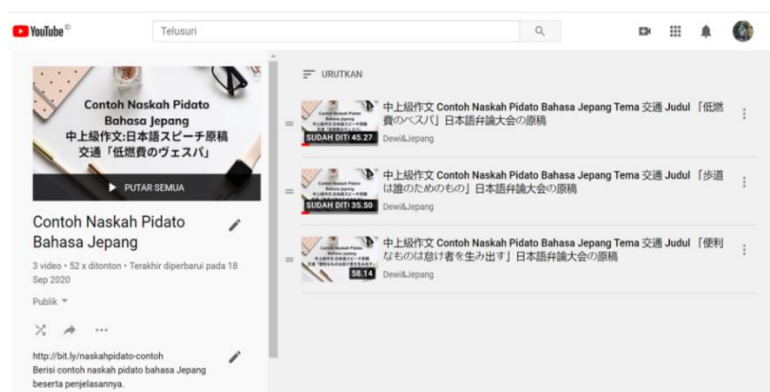 YouTube ID
Telusuri
Contoh Naskah Pidato
Bahasa Jepang
中上級作文:日本語スピーチ原稿
交通「低燃費のヴェスパ」
PUTAR SEMUA
Contoh Naskah Pidato
Bahasa Jepang
3 video • 52 x ditonton • Terakhir diperbarui pada 18
Sep 2020
Publik
http://bit.ly/naskahpidato-contoh
Berisi contoh naskah pidato bahasa Jepang
beserta penjelasannya.
URUTKAN
SUDAH DIT 45.27
中上級作文 Contoh Naskah Pidato Bahasa Jepang Tema 交通 Judul 「低燃
費のベスパ」日本語弁論大会の原稿
Dewi&Jepang
SUDAH DIT 35.50
中上級作文 Contoh Naskah Pidato Bahasa Jepang Tema 交通 Judul 「歩道
は誰のためのもの」日本語弁論大会の原稿
Dewi&Jepang
58.14
中上級作文 Contoh Naskah Pidato Bahasa Jepang Tema 交通 Judul 「便利
なものは怠け者を生み出す」日本語弁論大会の原稿
Dewi&Jepang